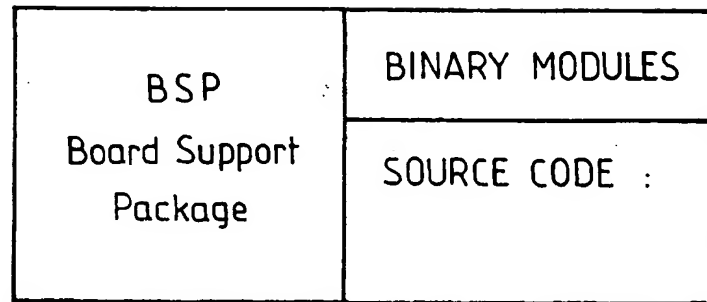 BSP
Board Support
Package
BINARY MODULES
SOURCE CODE :